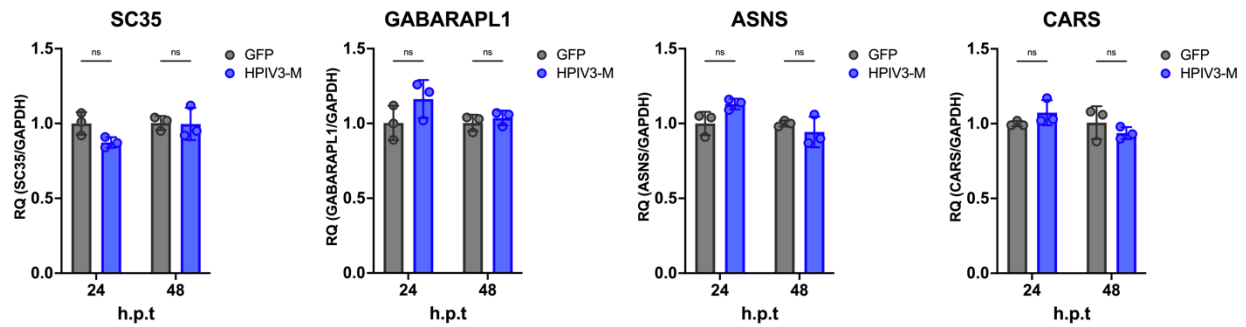 SC35
RQ (SC35/GAPDH)
1.5
1.0
0.5
0.0
ns
ns
GFP
HPIV3-M
24
48
h.p.t
GABARAPL1
RQ (GABARAPL1/GAPDH)
1.5
1.0
0.5
0.0
ns
ns
GFP
HPIV3-M
24
48
h.p.t
ASNS
RQ (ASNS/GAPDH)
1.5
1.0
0.5
0.0
ns
ns
GFP
HPIV3-M
24
48
h.p.t
CARS
RQ (CARS/GAPDH)
1.5
1.0
0.5
0.0
ns
ns
GFP
HPIV3-M
24
48
h.p.t